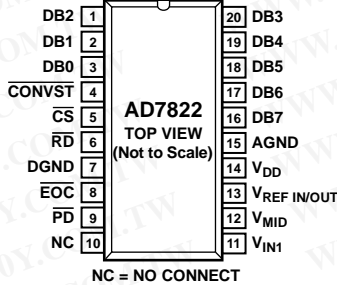 DB2 1 20 DB3
DB1 2 19 DB4
DB0 3 18 DB5
CONVST 4 17 DB6
CS 5 AD7822 16 DB7
RD 6 TOP VIEW 15 AGND
DGND 7 (Not to Scale) 14 VDD
EOC 8 13 VREF IN/OUT
PD 9 12 VMID
NC 10 11 VIN1
NC = NO CONNECT